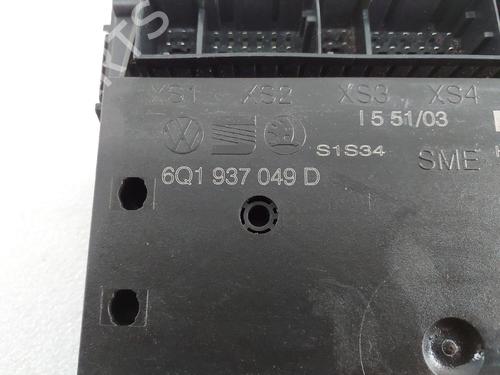 XS1 XS2 XS3 XS4
I 5 51/03
S1S34 SME
6Q1 937 049 D